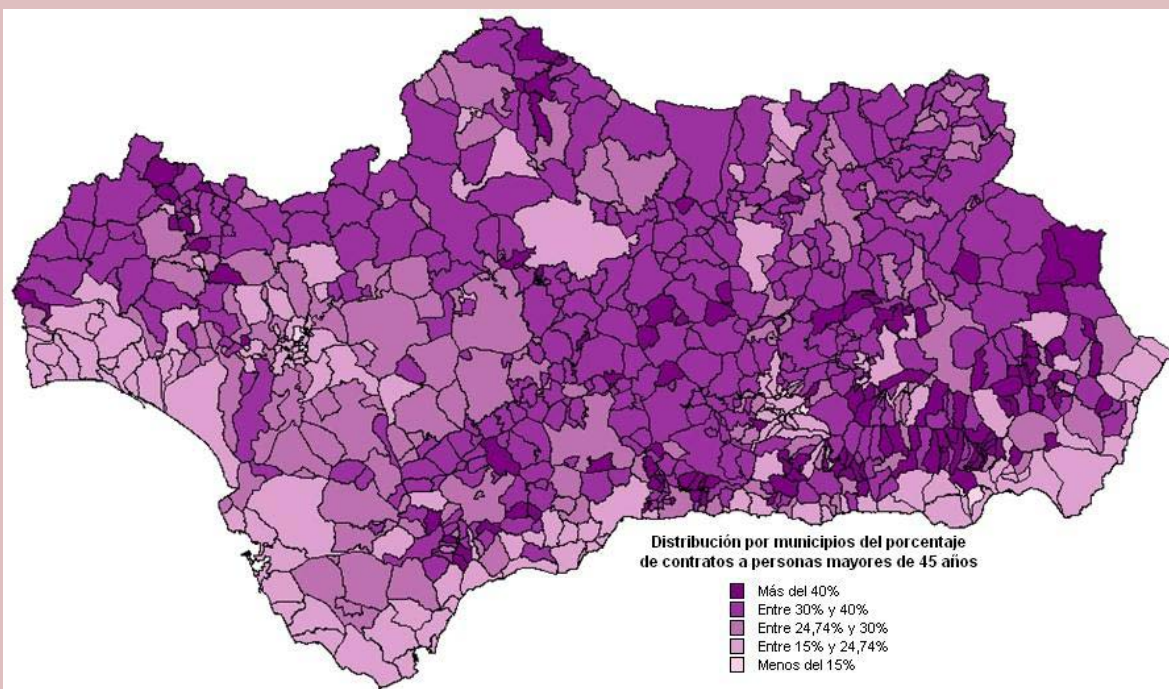 Distribución por municipios del porcentaje
de contratos a personas mayores de 45 años
Más del 40%
Entre 30% y 40%
Entre 24,74% y 30%
Entre 15% y 24,74%
Menos del 15%